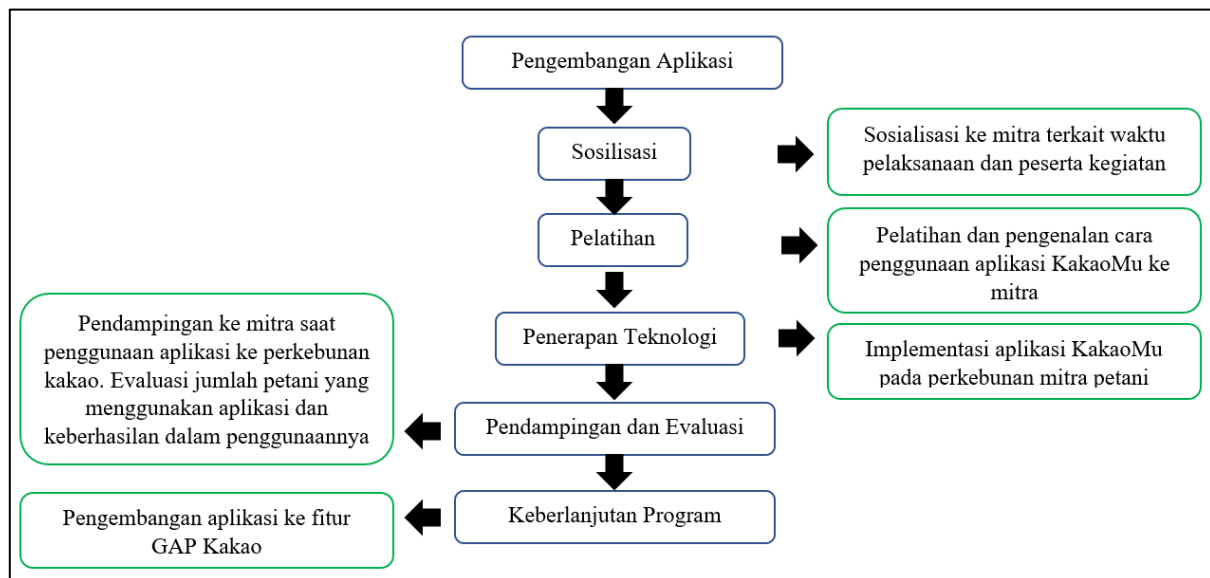 Pengembangan Aplikasi
Sosilisasi
Sosialisasi ke mitra terkait waktu
pelaksanaan dan peserta kegiatan
Pelatihan
Pelatihan dan pengenalan cara
penggunaan aplikasi KakaoMu ke
mitra
Penerapan Teknologi
Implementasi aplikasi KakaoMu
pada perkebunan mitra petani
Pendampingan ke mitra saat
penggunaan aplikasi ke perkebunan
kakao. Evaluasi jumlah petani yang
menggunakan aplikasi dan
keberhasilan dalam penggunaannya
Pendampingan dan Evaluasi
Keberlanjutan Program
Pengembangan aplikasi ke fitur
GAP Kakao